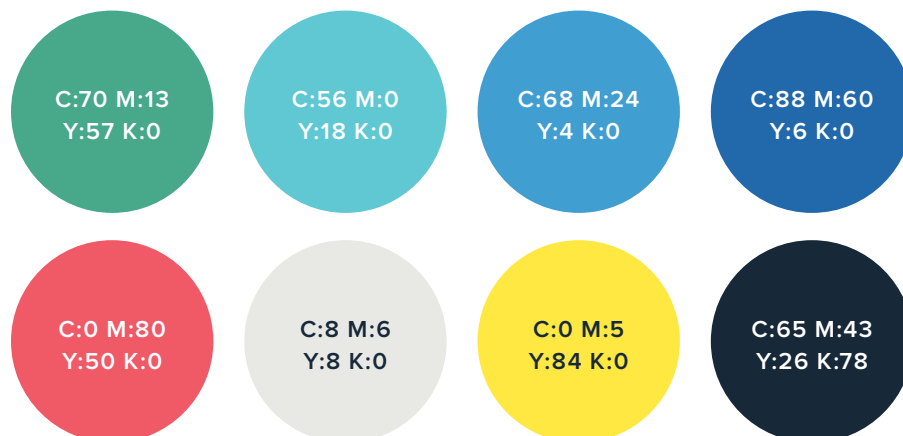 C:70 M:13
Y:57 K:0
C:56 M:0
Y:18 K:0
C:68 M:24
Y:4 K:0
C:88 M:60
Y:6 K:0
C:0 M:80
Y:50 K:0
C:8 M:6
Y:8 K:0
C:0 M:5
Y:84 K:0
C:65 M:43
Y:26 K:78